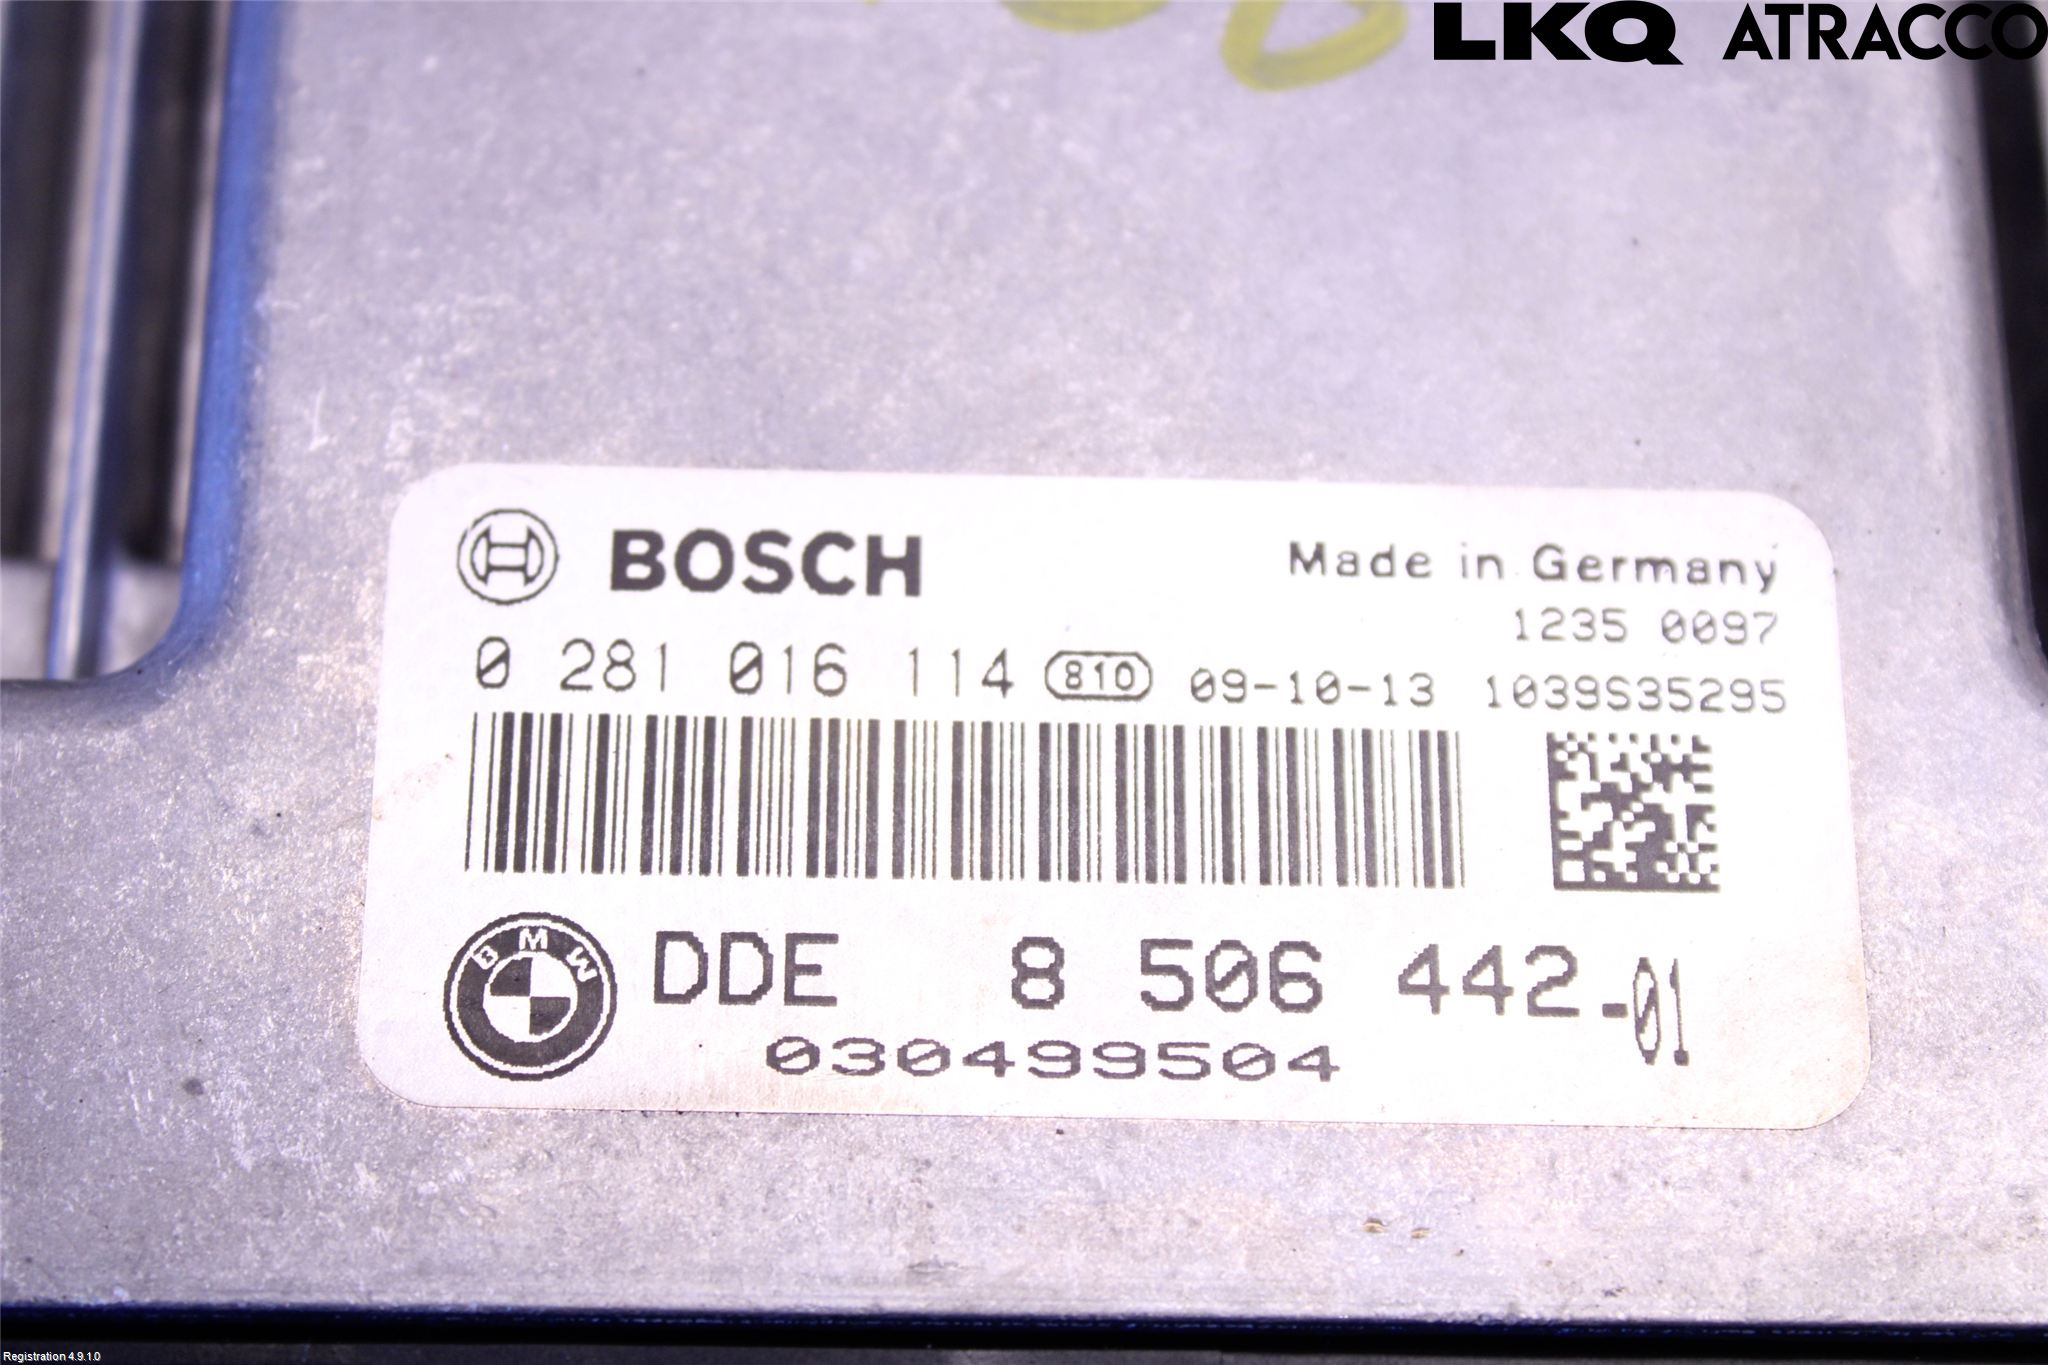 LKQ ATRACCO
BOSCH
Made in Germany
1235 0097
0 281 016 114 810 09-10-13 1039S35295
BMW
DDE 8 506 442-01
030499504
Registration 4.9.1.0